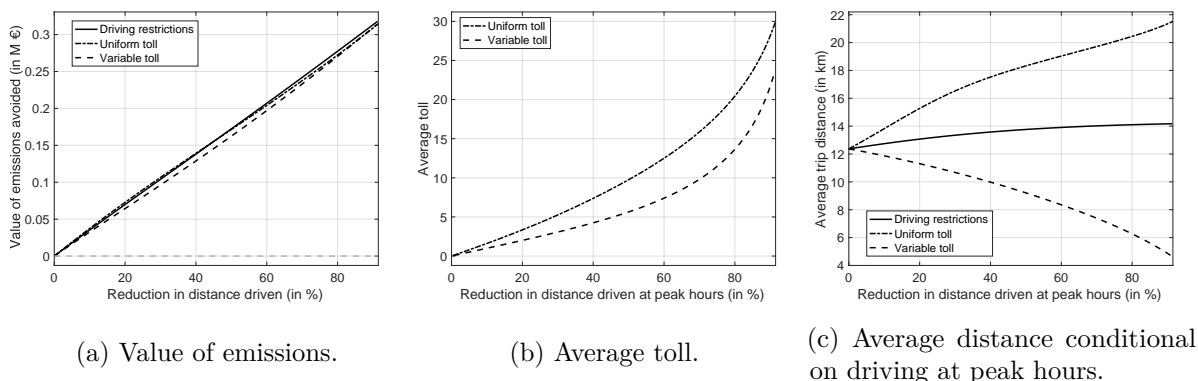 0.3
0.25
0.2
0.15
0.1
0.05
0
Value of emissions avoided (in M €)
Driving restrictions
Uniform toll
Variable toll
0 20 40 60 80
Reduction in distance driven (in %)
(a) Value of emissions.
30
25
20
15
10
5
0
Average toll
Uniform toll
Variable toll
0 20 40 60 80
Reduction in distance driven at peak hours (in %)
(b) Average toll.
22
20
18
16
14
12
10
8
6
4
Average trip distance (in km)
Driving restrictions
Uniform toll
Variable toll
0 20 40 60 80
Reduction in distance driven at peak hours (in %)
(c) Average distance conditional
on driving at peak hours.